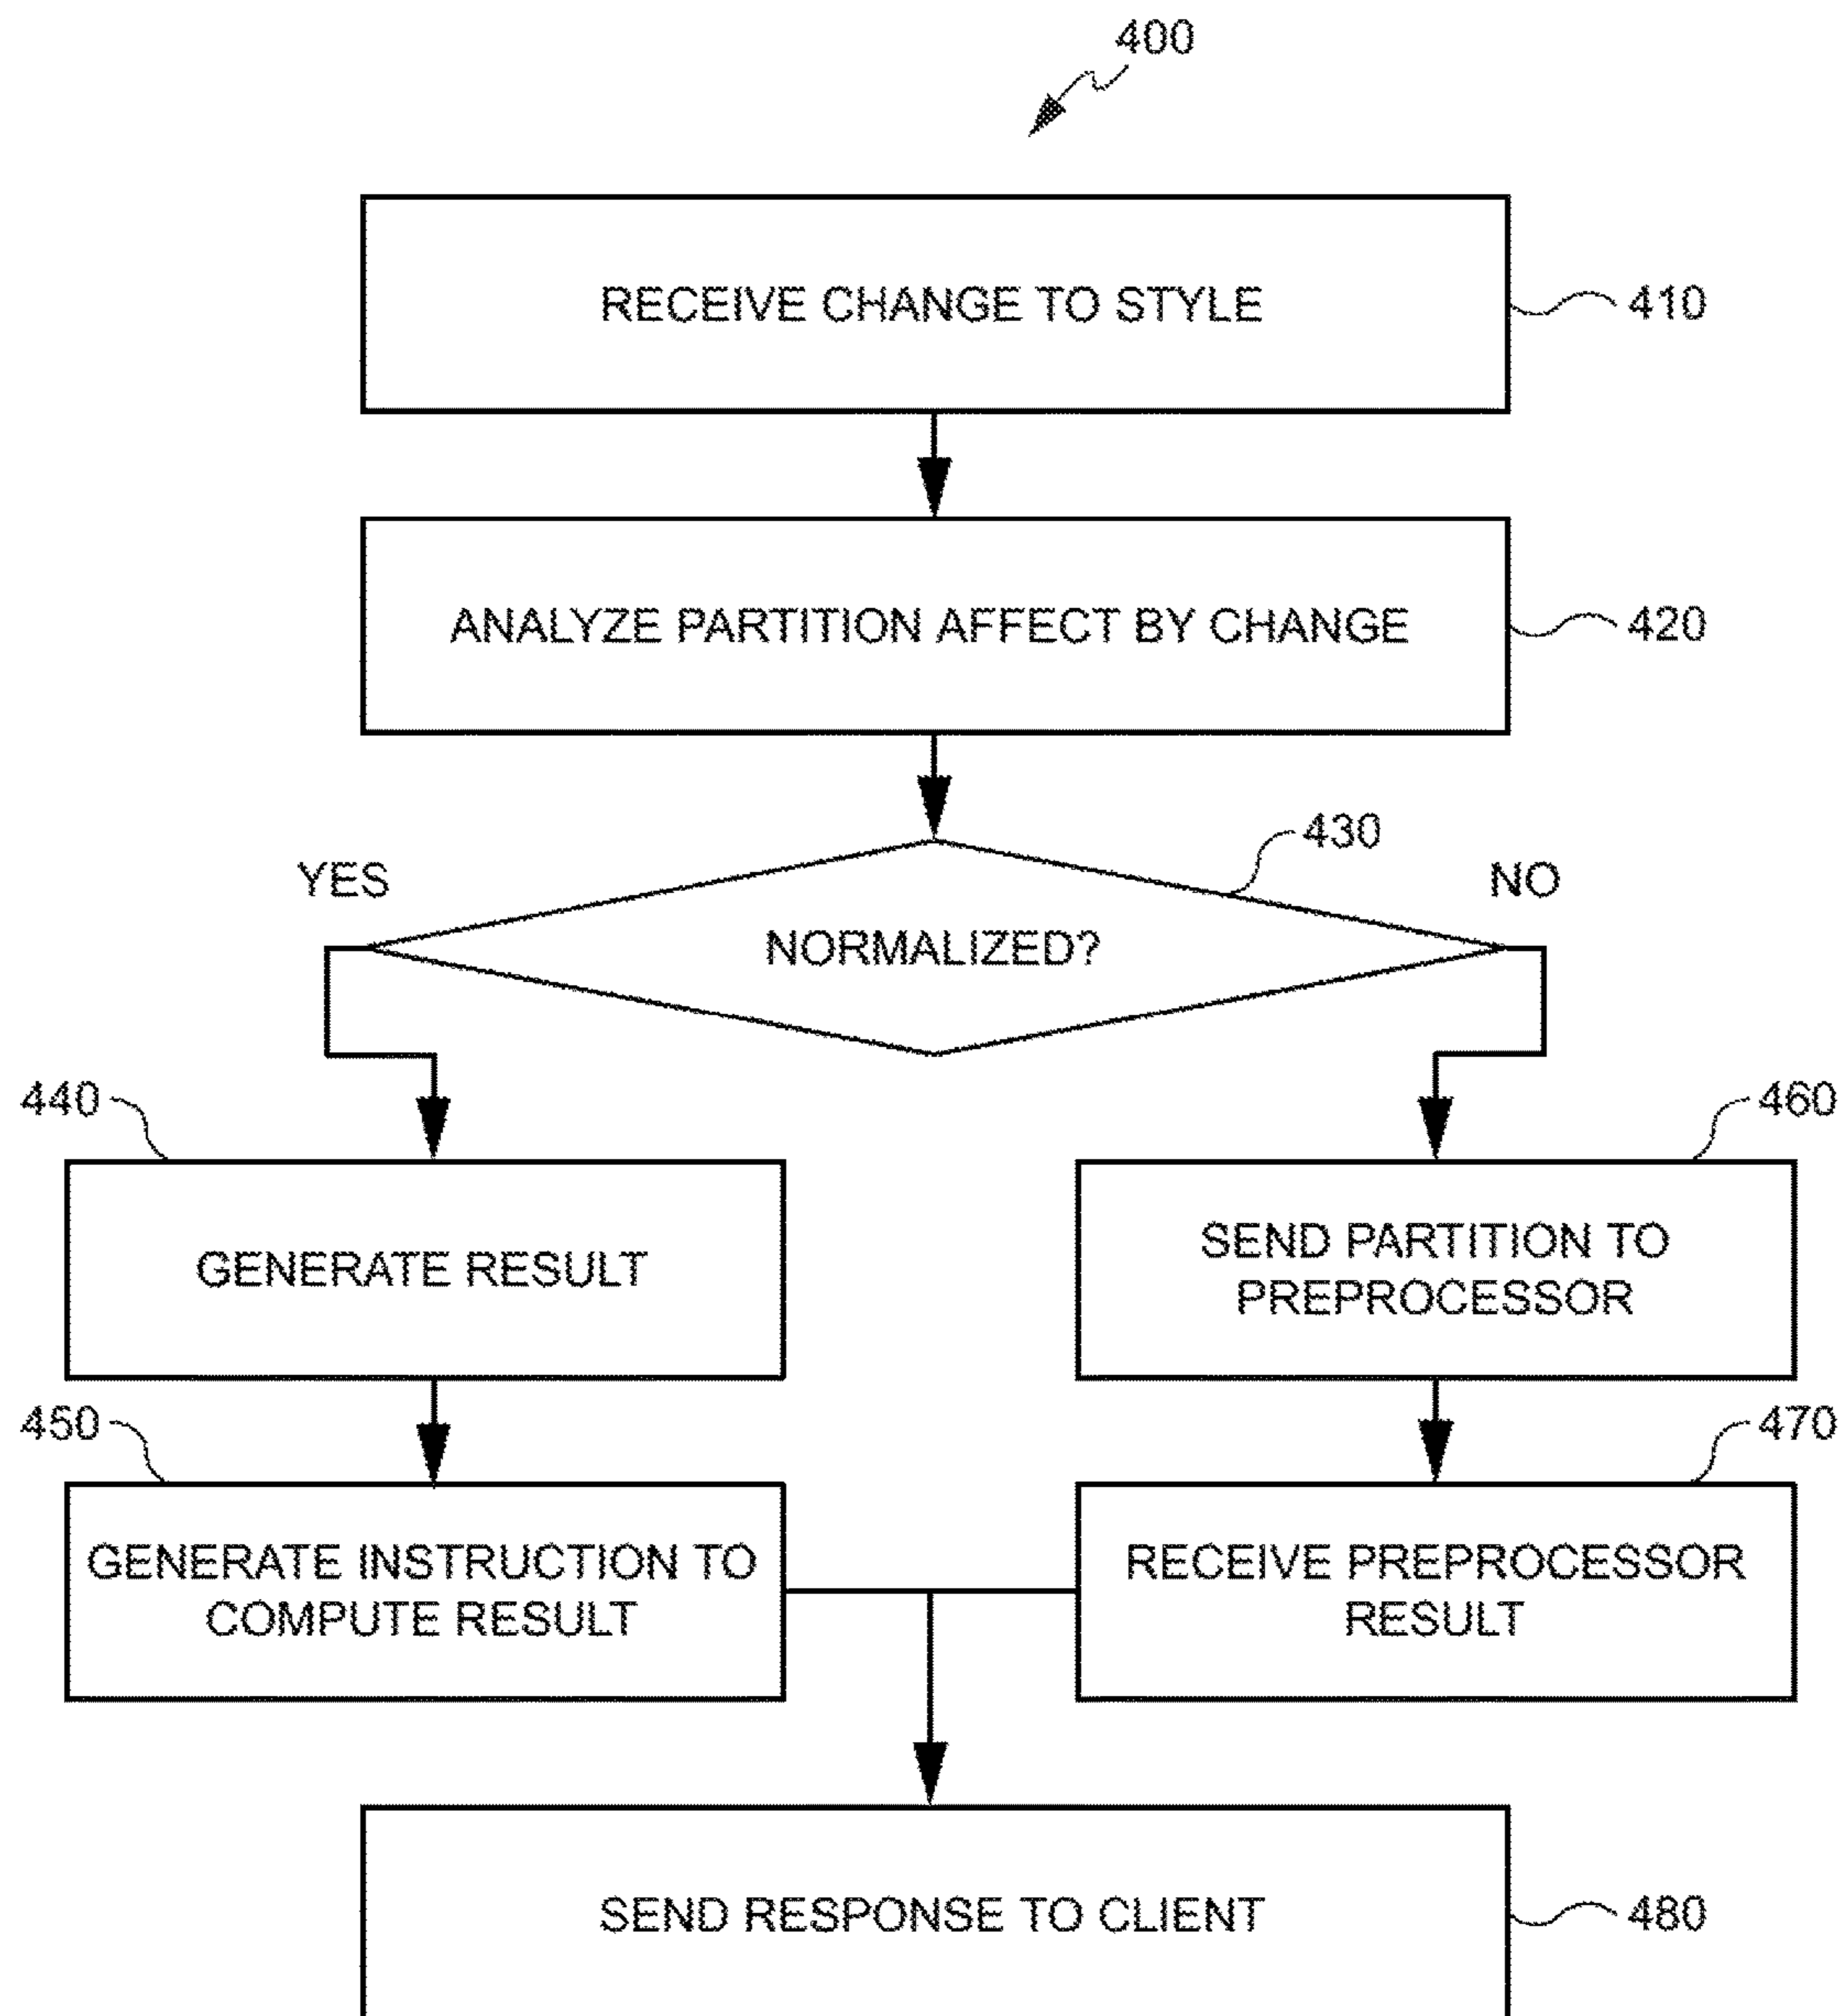 400
RECEIVE CHANGE TO STYLE
410
ANALYZE PARTITION AFFECT BY CHANGE
420
430
YES
NO
NORMALIZED?
440
460
GENERATE RESULT
SEND PARTITION TO
PREPROCESSOR
450
470
GENERATE INSTRUCTION TO
COMPUTE RESULT
RECEIVE PREPROCESSOR
RESULT
SEND RESPONSE TO CLIENT
480